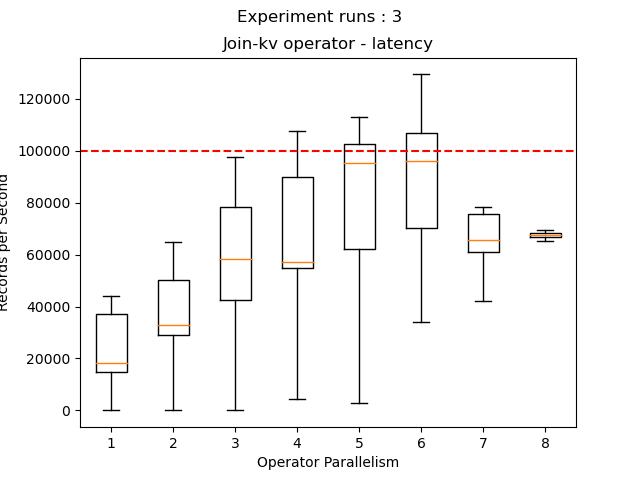 Experiment runs : 3
Join-kv operator - latency
Records per Second
120000
100000
80000
60000
40000
20000
0
1 2 3 4 5 6 7 8
Operator Parallelism